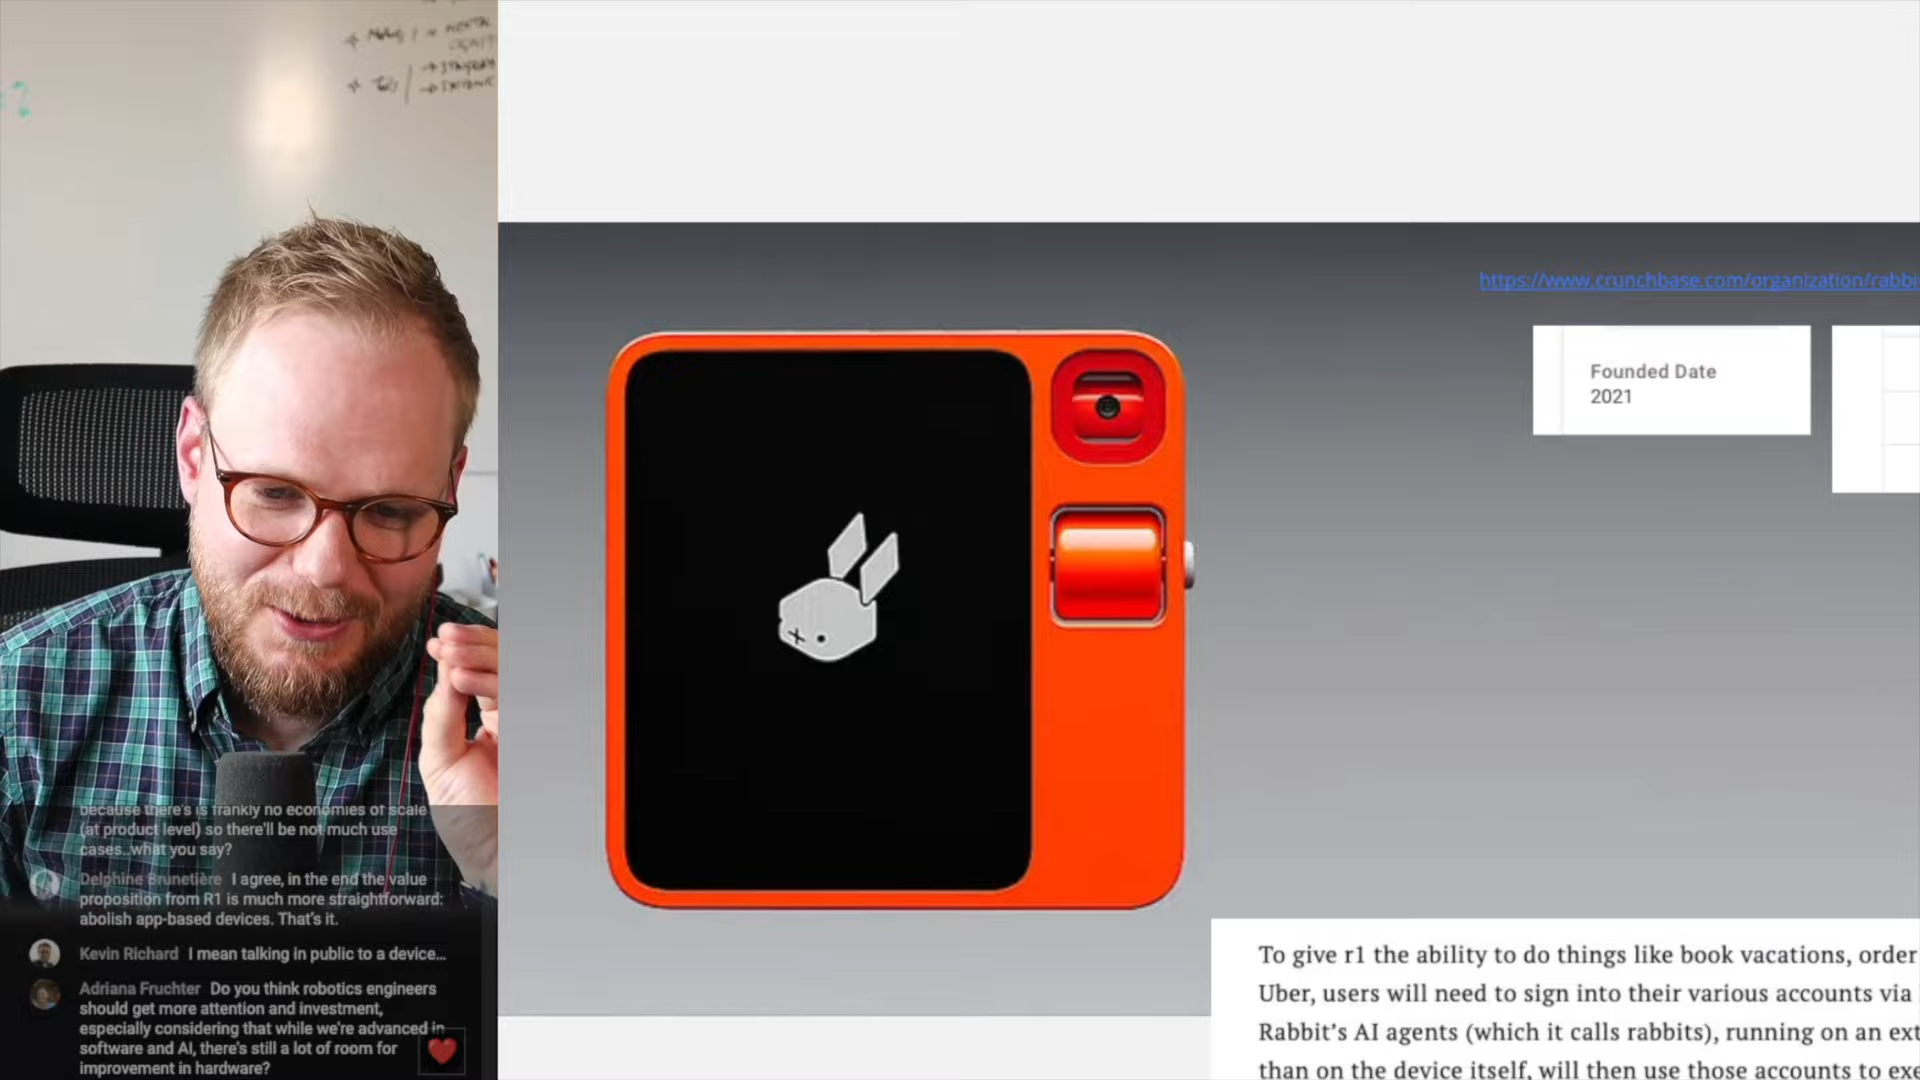 ?
https://www.crunchbase.com/organization/rabbi
Founded Date
2021
because there's is frankly no economies of scale
(at product level) so there'll be not much use
cases..what you say?
Delphine Brunetière I agree, in the end the value
proposition from R1 is much more straightforward:
abolish app-based devices. That's it.
Kevin Richard I mean talking in public to a device...
Adriana Fruchter Do you think robotics engineers
should get more attention and investment,
especially considering that while we're advanced in
software and AI, there's still a lot of room for
improvement in hardware?
To give r1 the ability to do things like book vacations, order
Uber, users will need to sign into their various accounts via
Rabbit's AI agents (which it calls rabbits), running on an ext
than on the device itself, will then use those accounts to exe